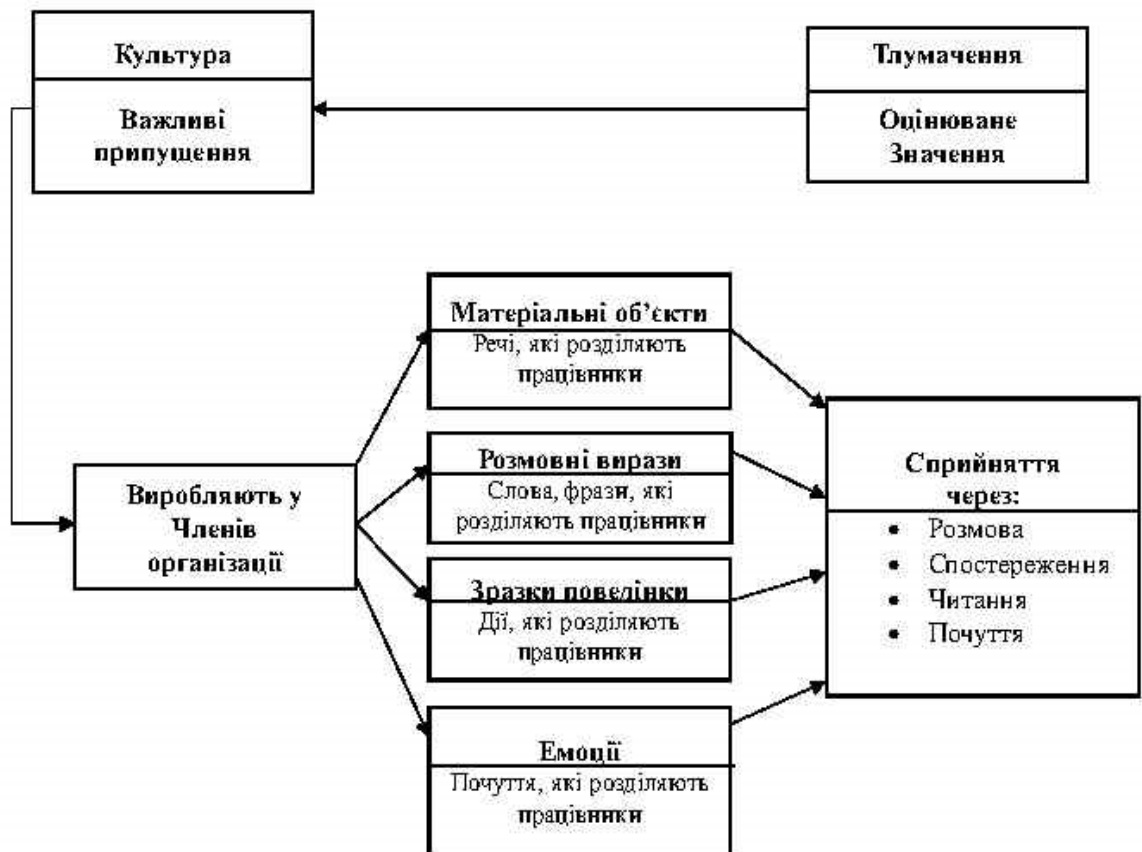 Культура
Важливі
припущення
Тлумачення
Оцінюване
Значення
Виробляють у
Членів
організації
Матеріальні об’єкти
Речі, які розділяють
працівники
Розмовні вирази
Слова, фрази, які
розділяють працівники
Зразки поведінки
Дії, які розділяють
працівники
Емоції
Почуття, які розділяють
працівники
Сприйняття
через:
• Розмова
• Спостереження
• Читання
• Почуття